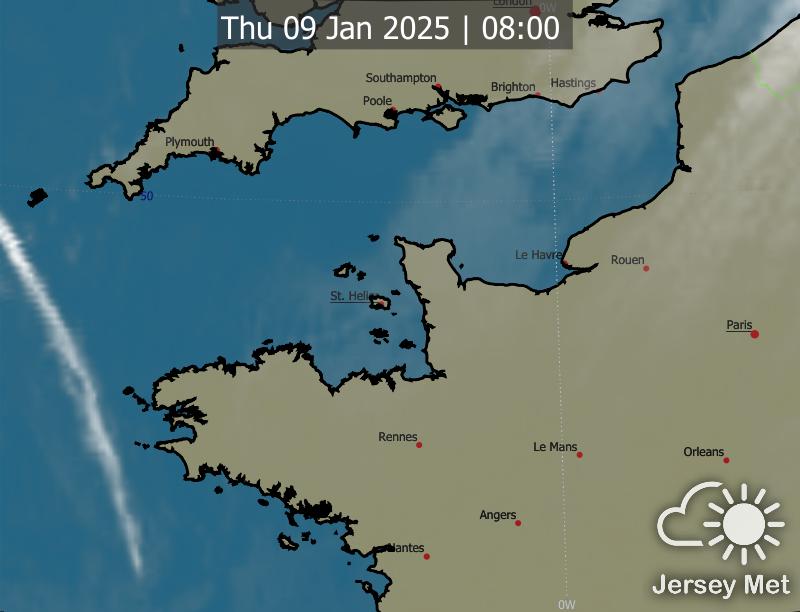 London
0W
Thu 09 Jan 2025 | 08:00
Southampton
Brighton
Hastings
Poole
Plymouth
50
Le Havre
Rouen
St. Helier
Paris
Rennes
Le Mans
Orleans
Angers
Nantes
Jersey Met
0W